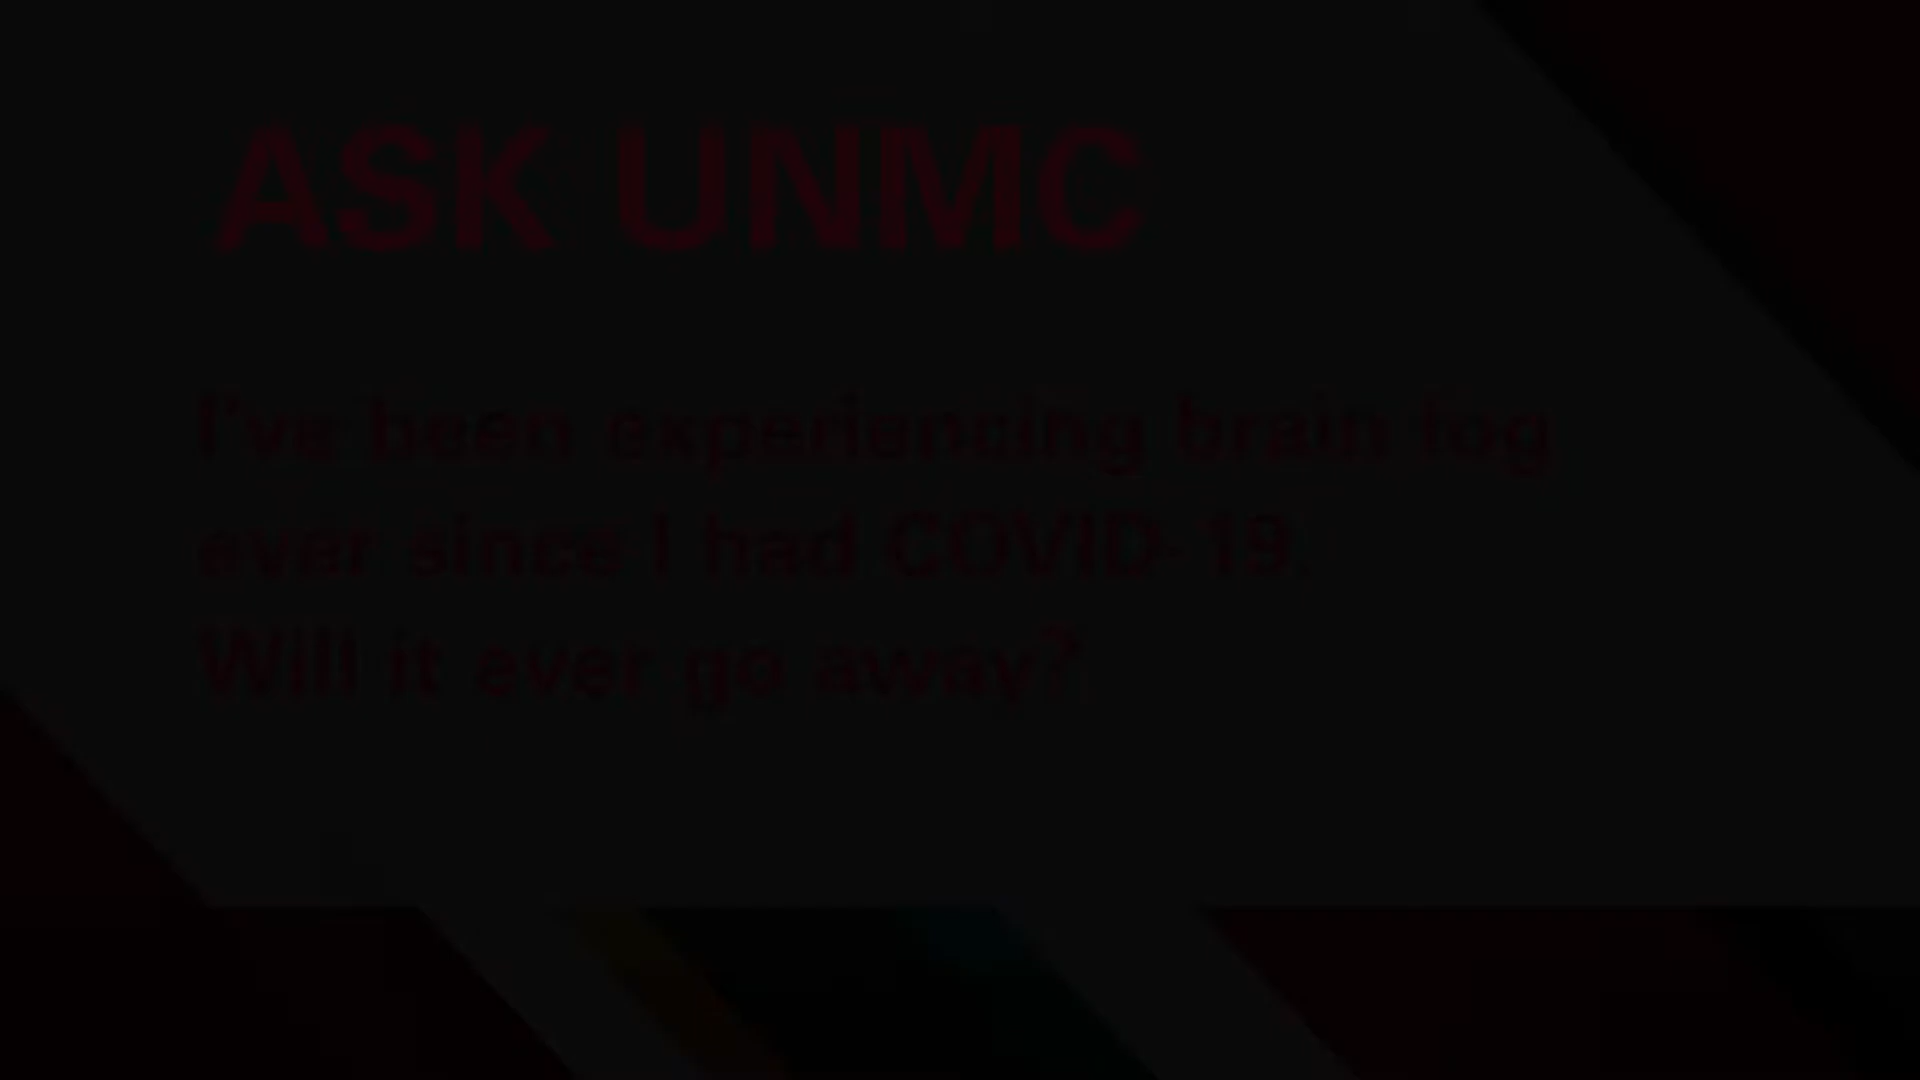 ASK UNMC
I've been experiencing brain fog
ever since I had COVID-19.
Will it ever go away?